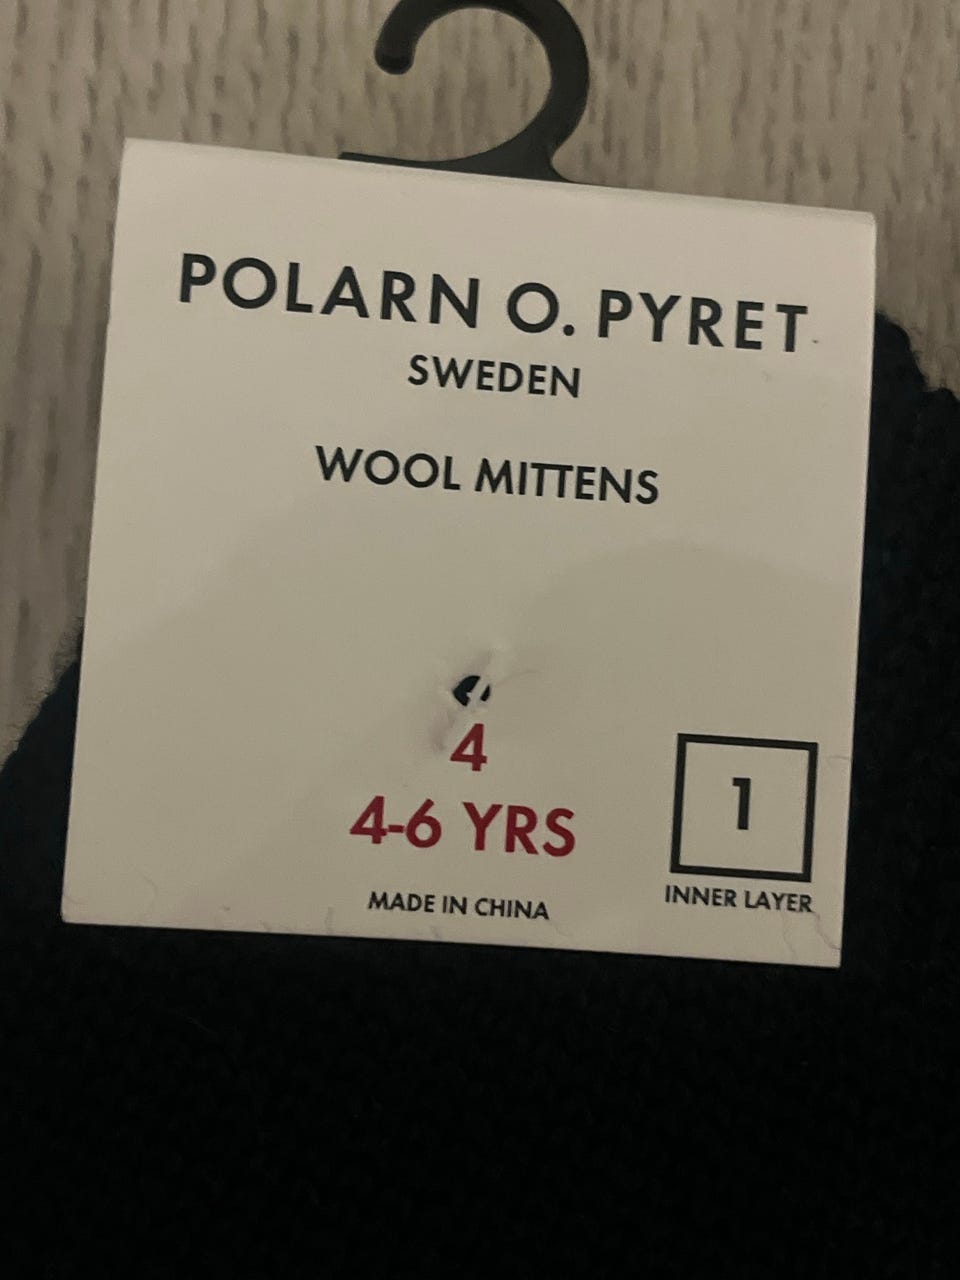 POLARN O. PYRET
SWEDEN
WOOL MITTENS
4
4-6 YRS
MADE IN CHINA
1
INNER LAYER